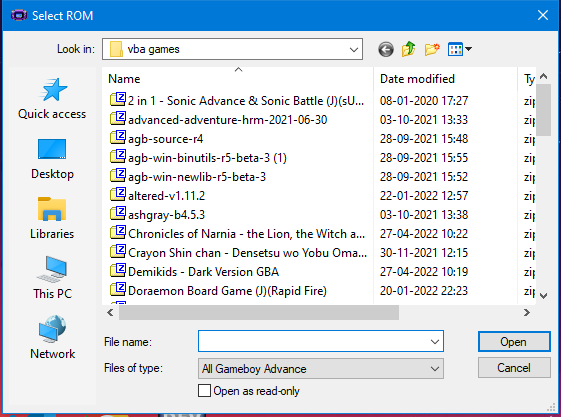 Select ROM
Look in: vba games
Name Date modified Ty
2 in 1 - Sonic Advance & Sonic Battle (J)(sU... 08-01-2020 17:27 zip
advanced-adventure-hrm-2021-06-30 03-10-2021 13:33 zip
agb-source-r4 28-09-2021 15:48 zip
agb-win-binutils-r5-beta-3 (1) 28-09-2021 15:55 zip
agb-win-newlib-r5-beta-3 28-09-2021 15:52 zip
altered-v1.11.2 22-01-2022 12:57 zip
ashgray-b4.5.3 03-10-2021 13:38 zip
Chronicles of Narnia - the Lion, the Witch a... 27-04-2022 10:22 zip
Crayon Shin chan - Densetsu wo Yobu Oma... 30-11-2021 12:15 zip
Demikids - Dark Version GBA 27-04-2022 10:19 zip
Doraemon Board Game (J)(Rapid Fire) 20-01-2022 22:23 zip
Quick access
Desktop
Libraries
This PC
Network
File name: Open
Files of type: All Gameboy Advance Cancel
Open as read-only